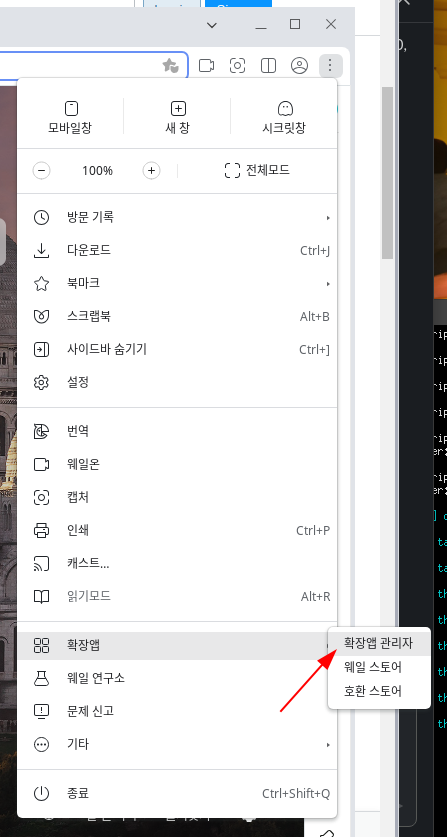 모바일창 새 창 시크릿창
100% 전체모드
방문 기록
다운로드 Ctrl+J
북마크
스크랩북 Alt+B
사이드바 숨기기 Ctrl+]
설정
번역
웨일온
캡처
인쇄 Ctrl+P
캐스트...
읽기모드 Alt+R
확장앱
확장앱 관리자
웨일 연구소
웨일 스토어
문제 신고
호환 스토어
기타
종료 Ctrl+Shift+Q